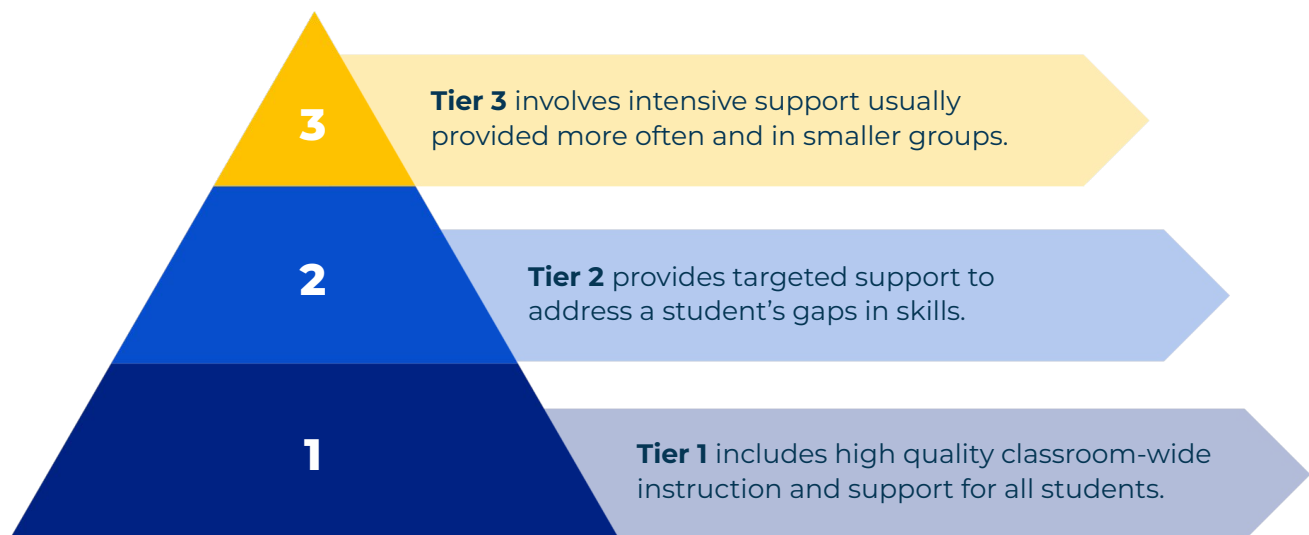 3
Tier 3 involves intensive support usually
provided more often and in smaller groups.
2
Tier 2 provides targeted support to
address a student’s gaps in skills.
1
Tier 1 includes high quality classroom-wide
instruction and support for all students.